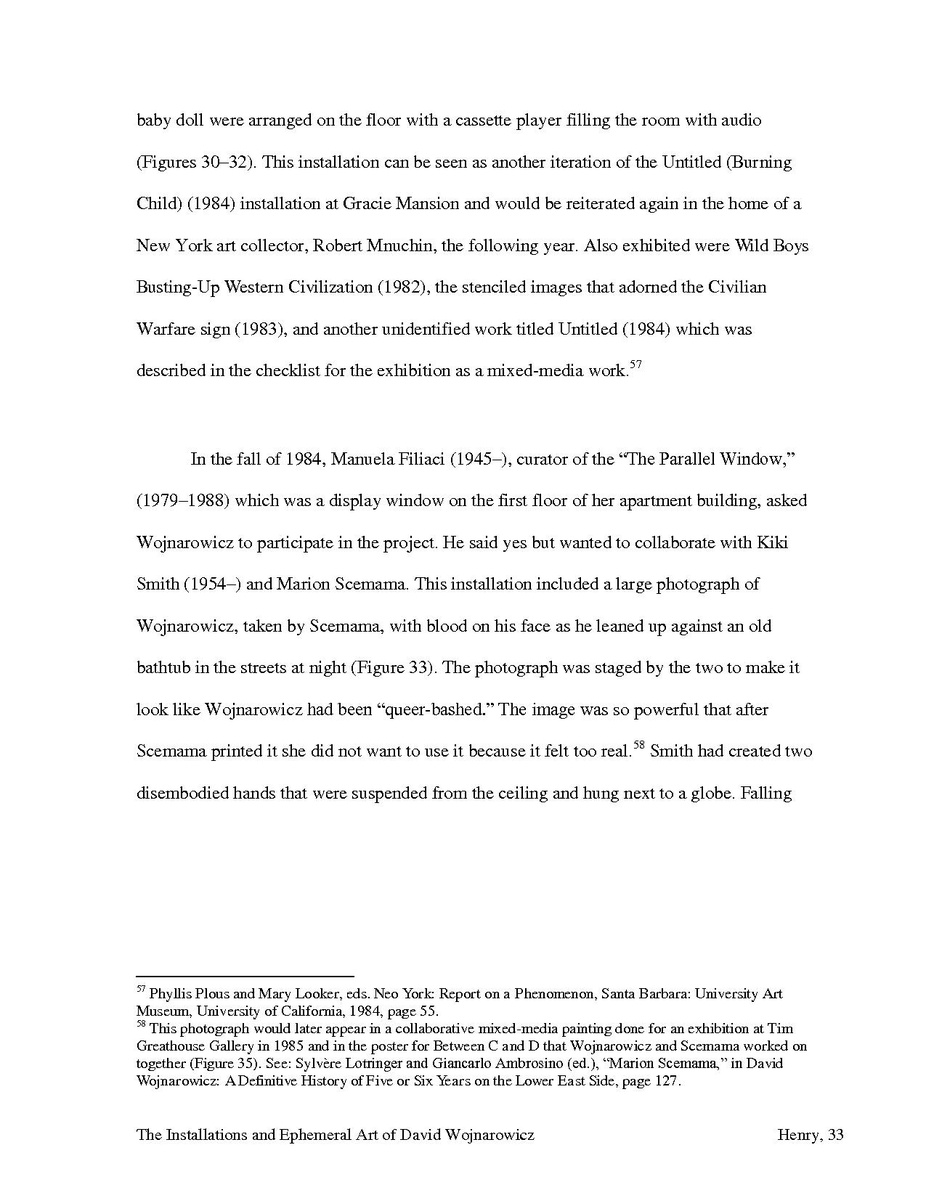 baby doll were arranged on the floor with a cassette player filling the room with audio
(Figures 30–32). This installation can be seen as another iteration of the Untitled (Burning
Child) (1984) installation at Gracie Mansion and would be reiterated again in the home of a
New York art collector, Robert Mnuchin, the following year. Also exhibited were Wild Boys
Busting-Up Western Civilization (1982), the stenciled images that adorned the Civilian
Warfare sign (1983), and another unidentified work titled Untitled (1984) which was
described in the checklist for the exhibition as a mixed-media work.57
In the fall of 1984, Manuela Filiaci (1945–), curator of the “The Parallel Window,”
(1979–1988) which was a display window on the first floor of her apartment building, asked
Wojnarowicz to participate in the project. He said yes but wanted to collaborate with Kiki
Smith (1954–) and Marion Scemama. This installation included a large photograph of
Wojnarowicz, taken by Scemama, with blood on his face as he leaned up against an old
bathtub in the streets at night (Figure 33). The photograph was staged by the two to make it
look like Wojnarowicz had been “queer-bashed.” The image was so powerful that after
Scemama printed it she did not want to use it because it felt too real.58 Smith had created two
disembodied hands that were suspended from the ceiling and hung next to a globe. Falling
57 Phyllis Plous and Mary Looker, eds. Neo York: Report on a Phenomenon, Santa Barbara: University Art
Museum, University of California, 1984, page 55.
58 This photograph would later appear in a collaborative mixed-media painting done for an exhibition at Tim
Greathouse Gallery in 1985 and in the poster for Between C and D that Wojnarowicz and Scemama worked on
together (Figure 35). See: Sylvère Lotringer and Giancarlo Ambrosino (ed.), “Marion Scemama,” in David
Wojnarowicz: A Definitive History of Five or Six Years on the Lower East Side, page 127.
The Installations and Ephemeral Art of David Wojnarowicz Henry, 33